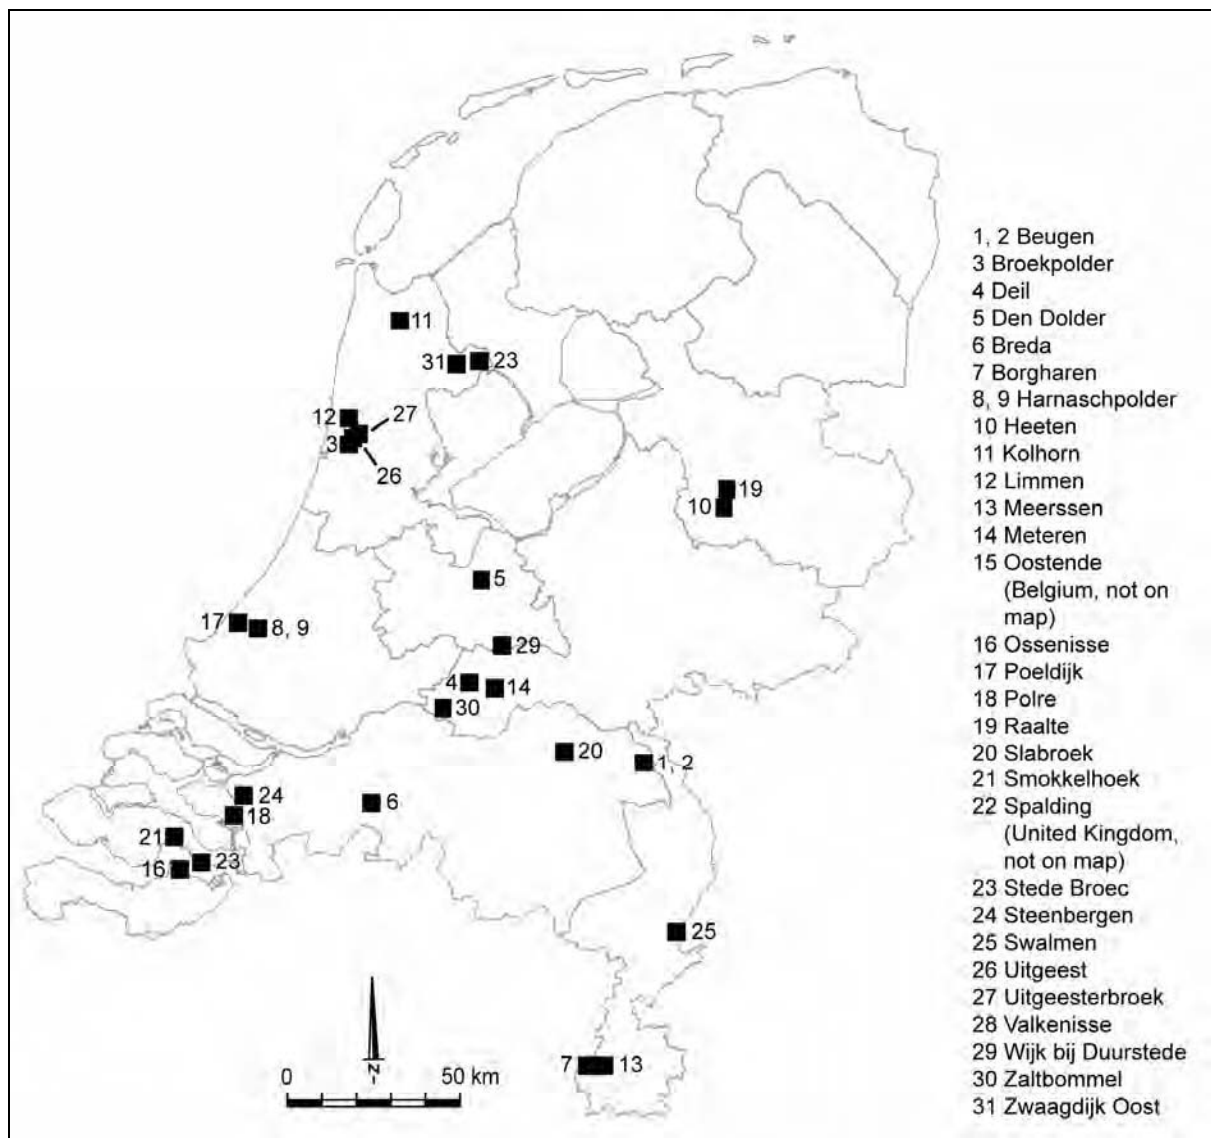 11
31
23
12
27
3
26
19
10
5
17
8, 9
29
4
14
30
20
1, 2
24
6
18
21
23
16
25
7
13
0
50 km
N
1, 2 Beugen
3 Broekpolder
4 Deil
5 Den Dolder
6 Breda
7 Borgharen
8, 9 Harnaschpolder
10 Heeten
11 Kolhorn
12 Limmen
13 Meerssen
14 Meteren
15 Oostende
(Belgium, not on
map)
16 Ossenisse
17 Poeldijk
18 Polre
19 Raalte
20 Slabroek
21 Smokkelhoek
22 Spalding
(United Kingdom,
not on map)
23 Stede Broec
24 Steenbergen
25 Swalmen
26 Uitgeest
27 Uitgeesterbroek
28 Valkenisse
29 Wijk bij Duurstede
30 Zaltbommel
31 Zwaagdijk Oost